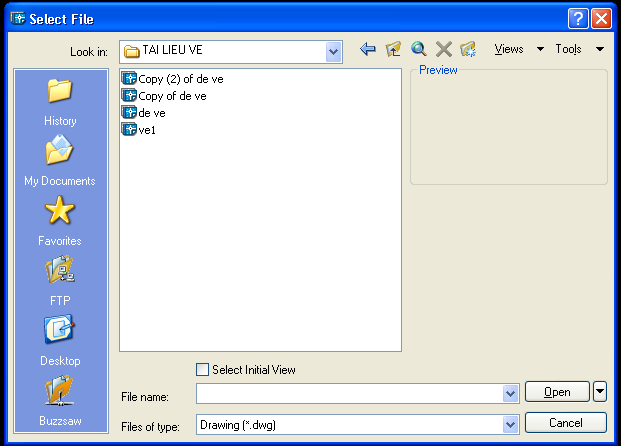 Select File
Look in:
TAI LIEU VE
Views
Tools
History
My Documents
Favorites
FTP
Desktop
Buzzsaw
Copy (2) of de ve
Copy of de ve
de ve
ve1
Preview
Select Initial View
File name:
Open
Files of type:
Drawing (*.dwg)
Cancel